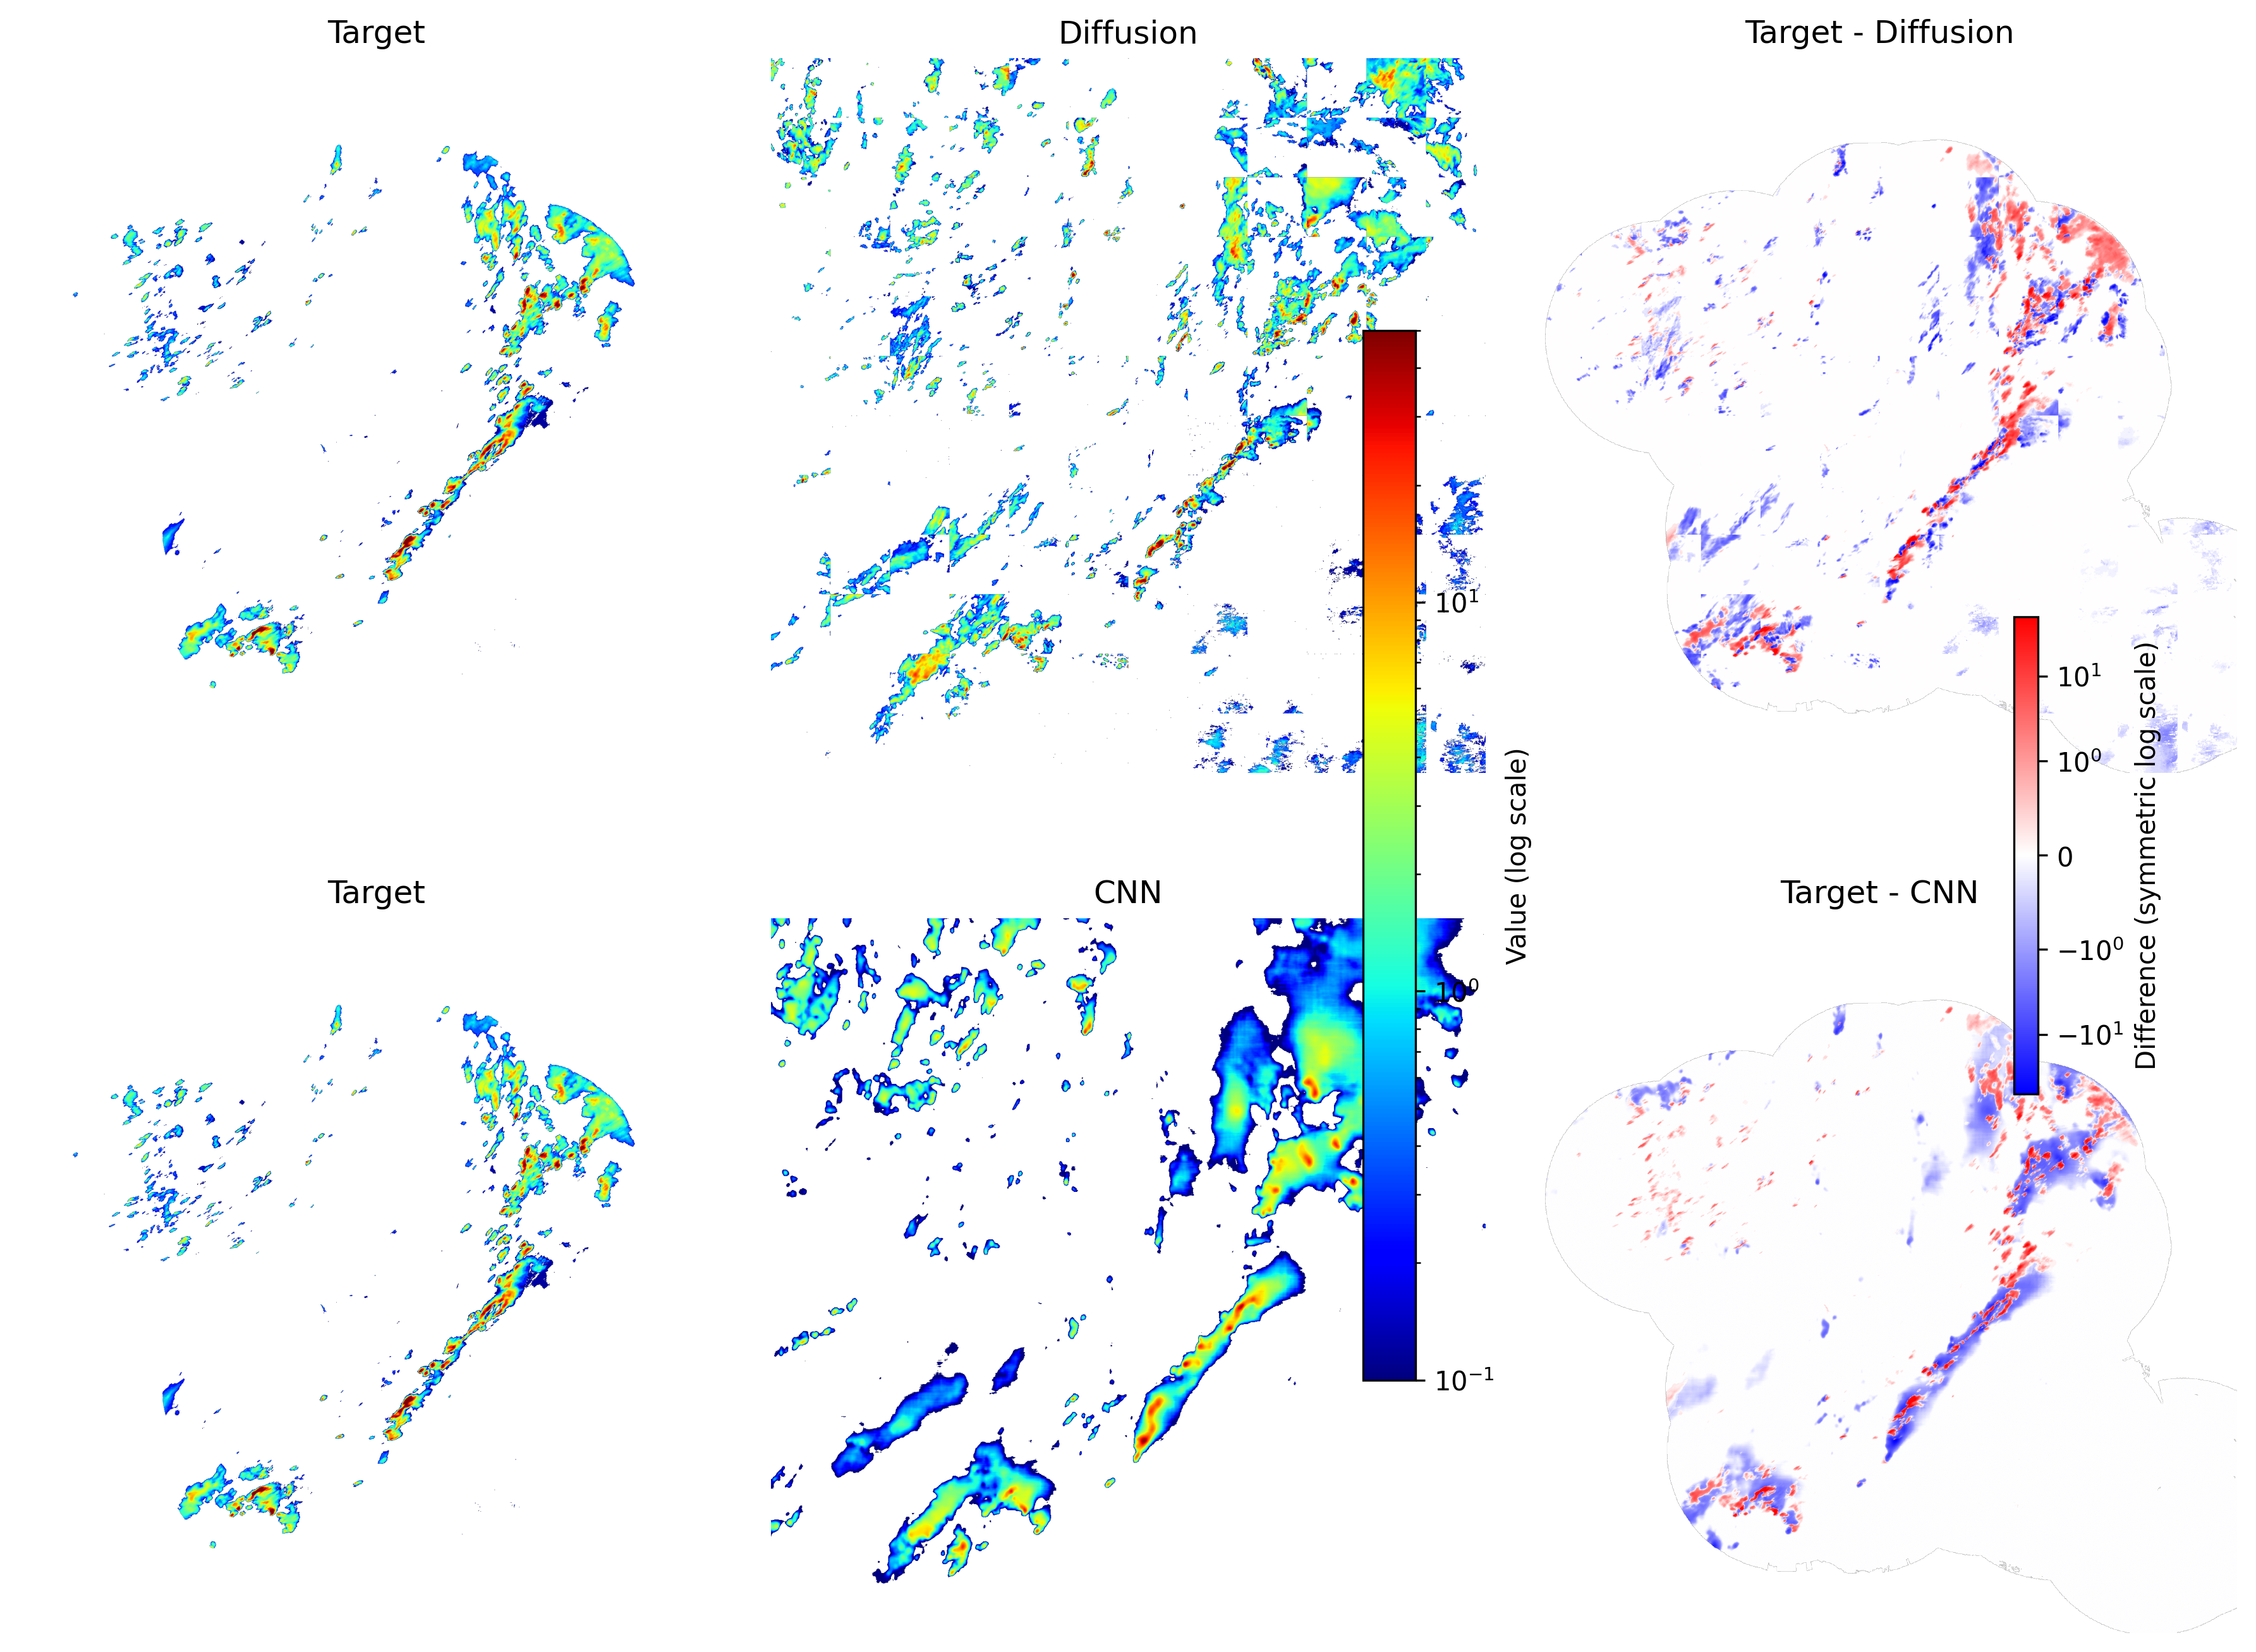 Target
Diffusion
Target - Diffusion
10¹
10⁰
10⁻¹
Value (log scale)
10¹
10⁰
0
−10⁰
−10¹
Difference (symmetric log scale)
Target
CNN
Target - CNN